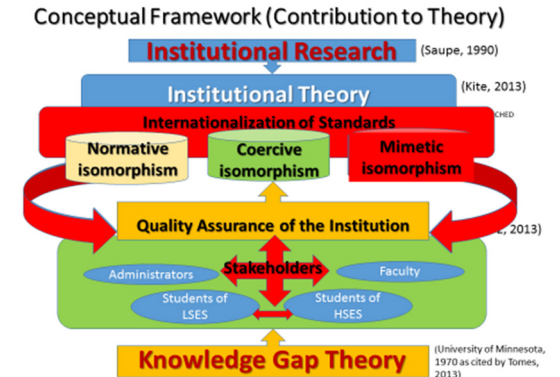 Conceptual Framework (Contribution to Theory)
Institutional Research
(Saupe, 1990)
Institutional Theory
(Kite, 2013)
Internationalization of Standards
CHED
Normative
isomorphism
Coercive
isomorphism
Mimetic
isomorphism
Quality Assurance of the Institution
, 2013)
Administrators
Stakeholders
Faculty
Students of
LSES
Students of
HSES
Knowledge Gap Theory
(University of Minnesota,
1970 as cited by Tomes,
2013)